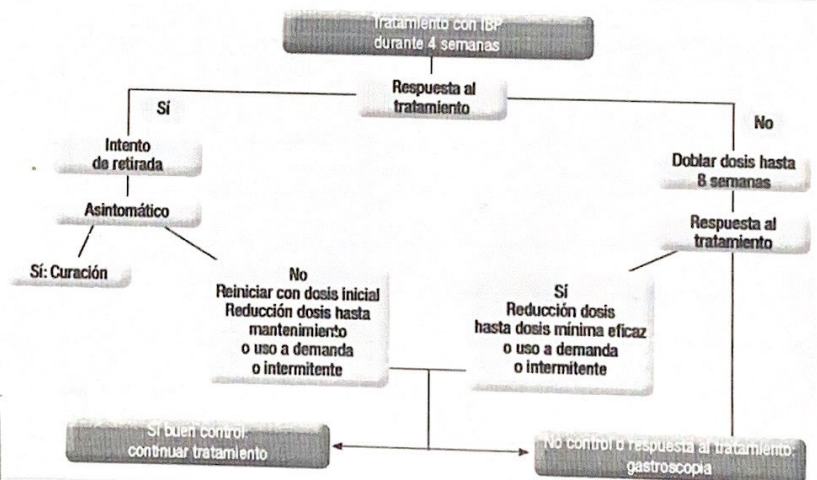 Tratamiento con IBP
durante 4 semanas
Respuesta al
tratamiento
Sí
No
Intento
de retirada
Doblar dosis hasta
8 semanas
Asintomático
Respuesta al
tratamiento
Sí: Curación
No
Reiniciar con dosis inicial
Reducción dosis hasta
mantenimiento
o uso a demanda
o intermitente
Sí
Reducción dosis
hasta dosis mínima eficaz
o uso a demanda
o intermitente
Si buen control:
continuar tratamiento
No control o respuesta al tratamiento:
gastroscopia